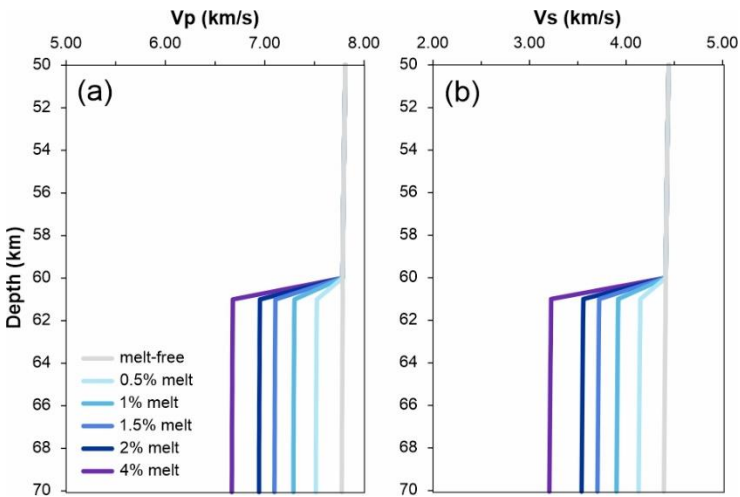 Vp (km/s)
5.00 6.00 7.00 8.00
50
52
54
56
58
60
62
64
66
68
70
Depth (km)
(a)
melt-free
0.5% melt
1% melt
1.5% melt
2% melt
4% melt
Vs (km/s)
2.00 3.00 4.00 5.00
50
52
54
56
58
60
62
64
66
68
70
(b)